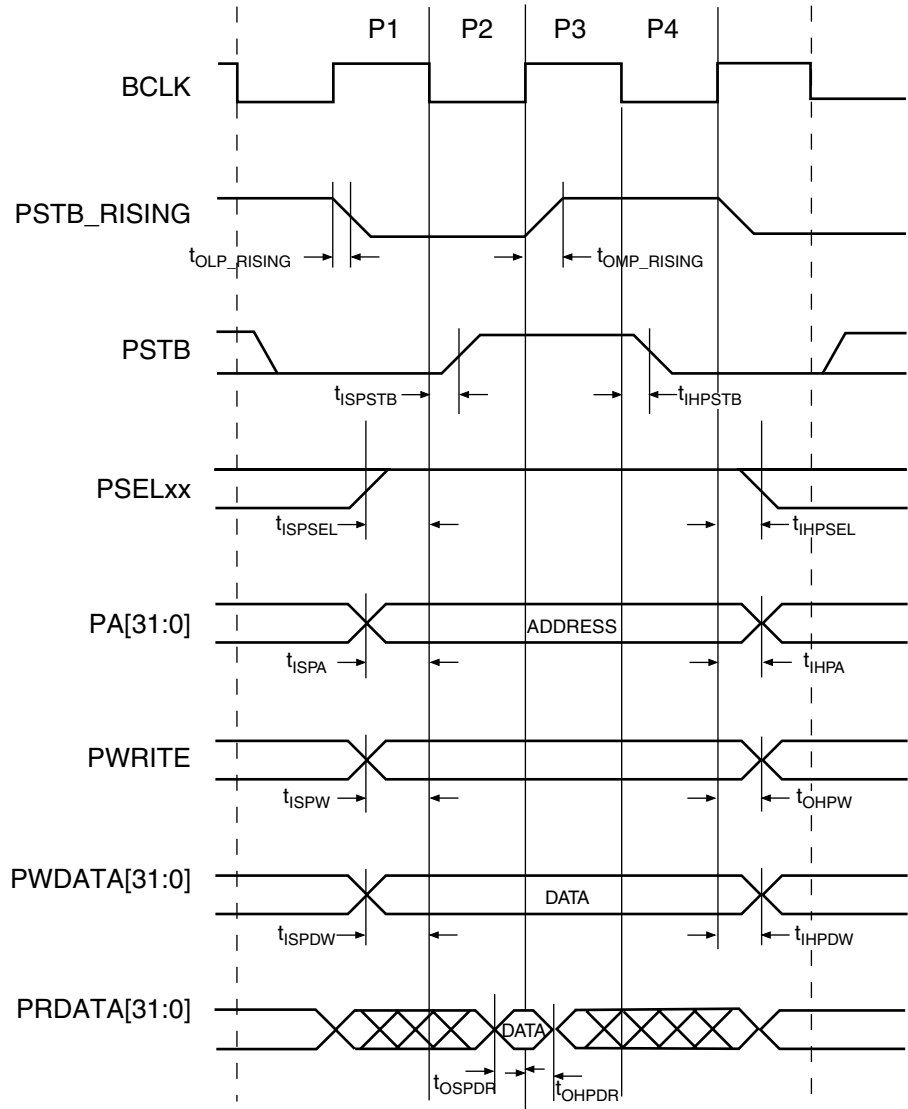 P1 P2 P3 P4
BCLK
PSTB_RISING
tOLP_RISING tOMP_RISING
PSTB
tISPSTB tIHPSTB
PSELxx
tISPSEL tIHPSEL
PA[31:0] ADDRESS
tISPA tIHPA
PWRITE
tISPW tOHPW
PWDATA[31:0] DATA
tISPDW tIHPDW
PRDATA[31:0] DATA
tOSPDR tOHPDR